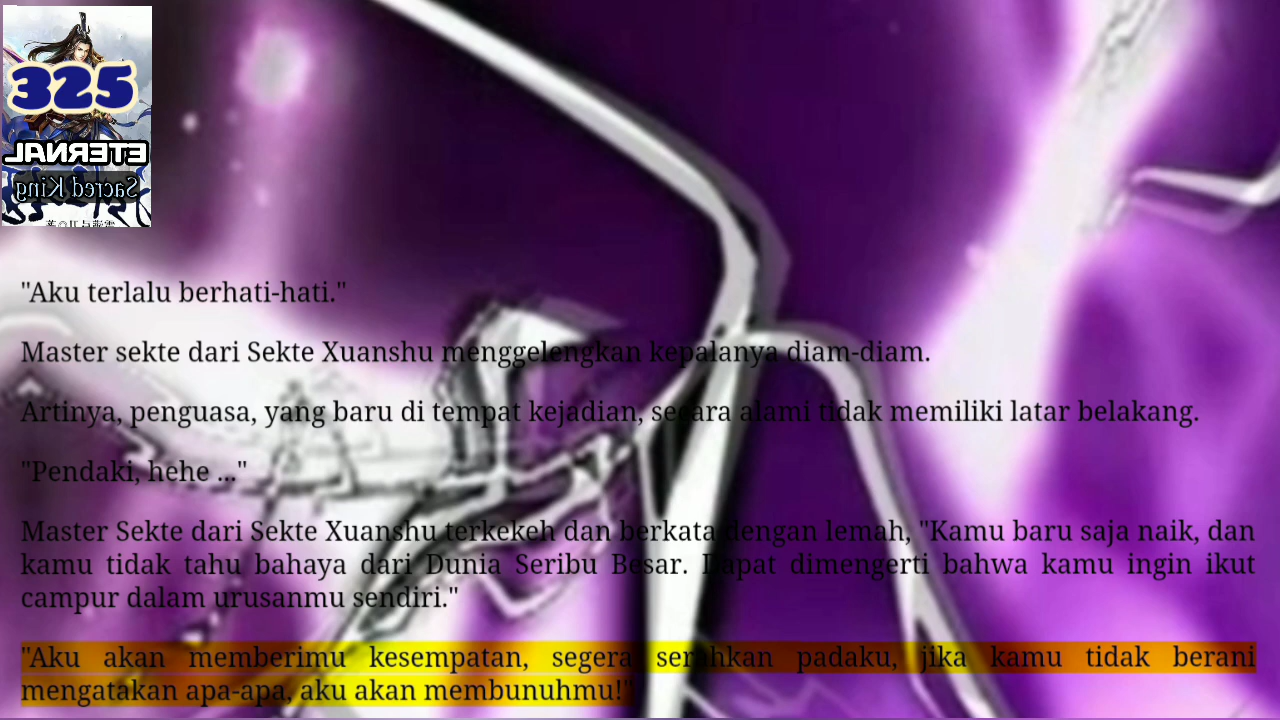 325
ETERNAL
Sacred King
"Aku terlalu berhati-hati."
Master sekte dari Sekte Xuanshu menggelengkan kepalanya diam-diam.
Artinya, penguasa, yang baru di tempat kejadian, secara alami tidak memiliki latar belakang.
"Pendaki, hehe ..."
Master Sekte dari Sekte Xuanshu terkekeh dan berkata dengan lemah, "Kamu baru saja naik, dan
kamu tidak tahu bahaya dari Dunia Seribu Besar. Dapat dimengerti bahwa kamu ingin ikut
campur dalam urusanmu sendiri."
"Aku akan memberimu kesempatan, segera serahkan padaku, jika kamu tidak berani
mengatakan apa-apa, aku akan membunuhmu!"